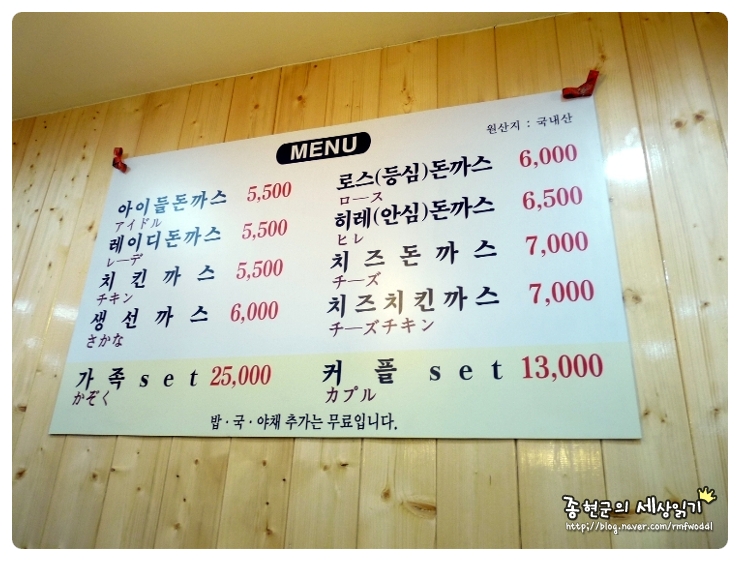 MENU
원산지 : 국내산
아이들돈까스 5,500
アイドル
레이디돈까스 5,500
レーデ
치킨까스 5,500
チキン
생선까스 6,000
さかな
로스(등심)돈까스 6,000
ロース
히레(안심)돈까스 6,500
ヒレ
치즈돈까스 7,000
チーズ
치즈치킨까스 7,000
チーズチキン
가족set 25,000
かぞく
커플 set 13,000
カプル
밥·국·야채 추가는 무료입니다.
종현군의 세상읽기
http://blog.naver.com/rmfwoddl